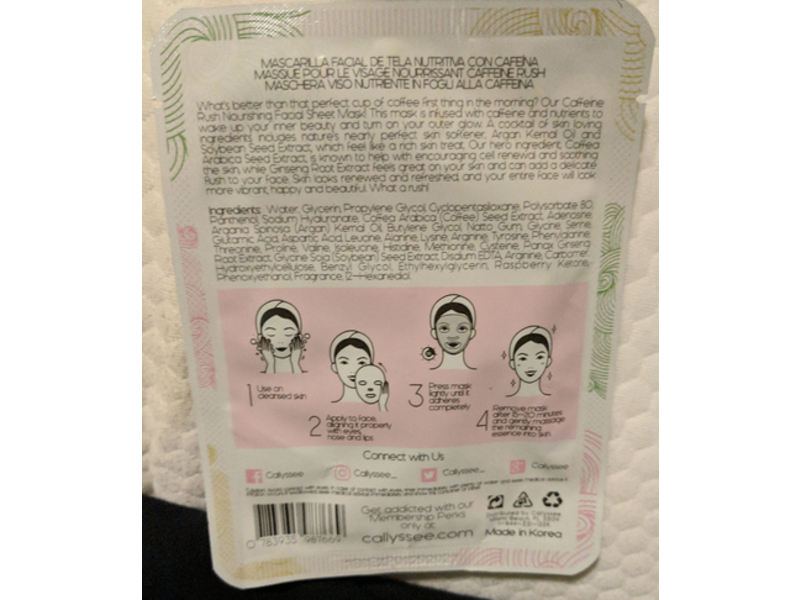 MASCARILLA FACIAL DE TELA NUTRITIVA CON CAFEÍNA
MASQUE POUR LE VISAGE NOURRISSANT CAFFEINE RUSH
MASCHERA VISO NUTRIENTE IN FOGLI ALLA CAFFEINA
What's better than that perfect cup of coffee first thing in the morning? Our Caffeine
Rush Nourishing Facial Sheet Mask! This mask is infused with caffeine and nutrients to
wake up your inner beauty and turn on your outer glow. A cocktail of skin loving
ingredients includes nature's nearly perfect skin softener, Argan Kernal Oil and
Soybean Seed Extract, which feel like a rich skin treat. Our hero ingredient, Coffea
Arabica Seed Extract, is known to help with encouraging cell renewal and soothing
the skin, while Ginseng Root Extract feels great on your skin and can add a delicate
flush to your face. Skin looks renewed and refreshed, and your entire face will look
more vibrant, happy and beautiful. What a rush!
Ingredients: Water, Glycerin, Propylene Glycol, Cyclopentasiloxane, Polysorbate 80,
Panthenol, Sodium Hyaluronate, Coffea Arabica (Coffee) Seed Extract, Adenosine,
Argania Spinosa (Argan) Kernal Oil, Butylene Glycol, Natto Gum, Glycine, Serine,
Glutamic Acid, Aspartic Acid, Leucine, Alanine, Lysine, Arginine, Tyrosine, Phenylalanine,
Threonine, Proline, Valine, Isoleucine, Histidine, Methionine, Cysteine, Panax Ginseng
Root Extract, Glycine Soja (Soybean) Seed Extract, Disdium EDTA, Arginine, Carbomer,
Hydroxyethylcellulose, Benzyl Glycol, Ethylhexylglycerin, Raspberry Ketone,
Phenoxyethanol, Fragrance, 1,2-Hexanediol
1 Use on
cleansed skin
2 Apply to face,
aligning it properly
with eyes,
nose and lips
3 Press mask
lightly until it
adheres
completely
4 Remove mask
after 15-20 minutes
and gently massage
the remaining
essence into skin
Connect with Us
Callyssee
Callyssee_
Callyssee_
Callyssee
Get addicted with our
Membership Perks
only at:
callyssee.com
Distributed by Callyssee
Made in Korea
0 783935 987669